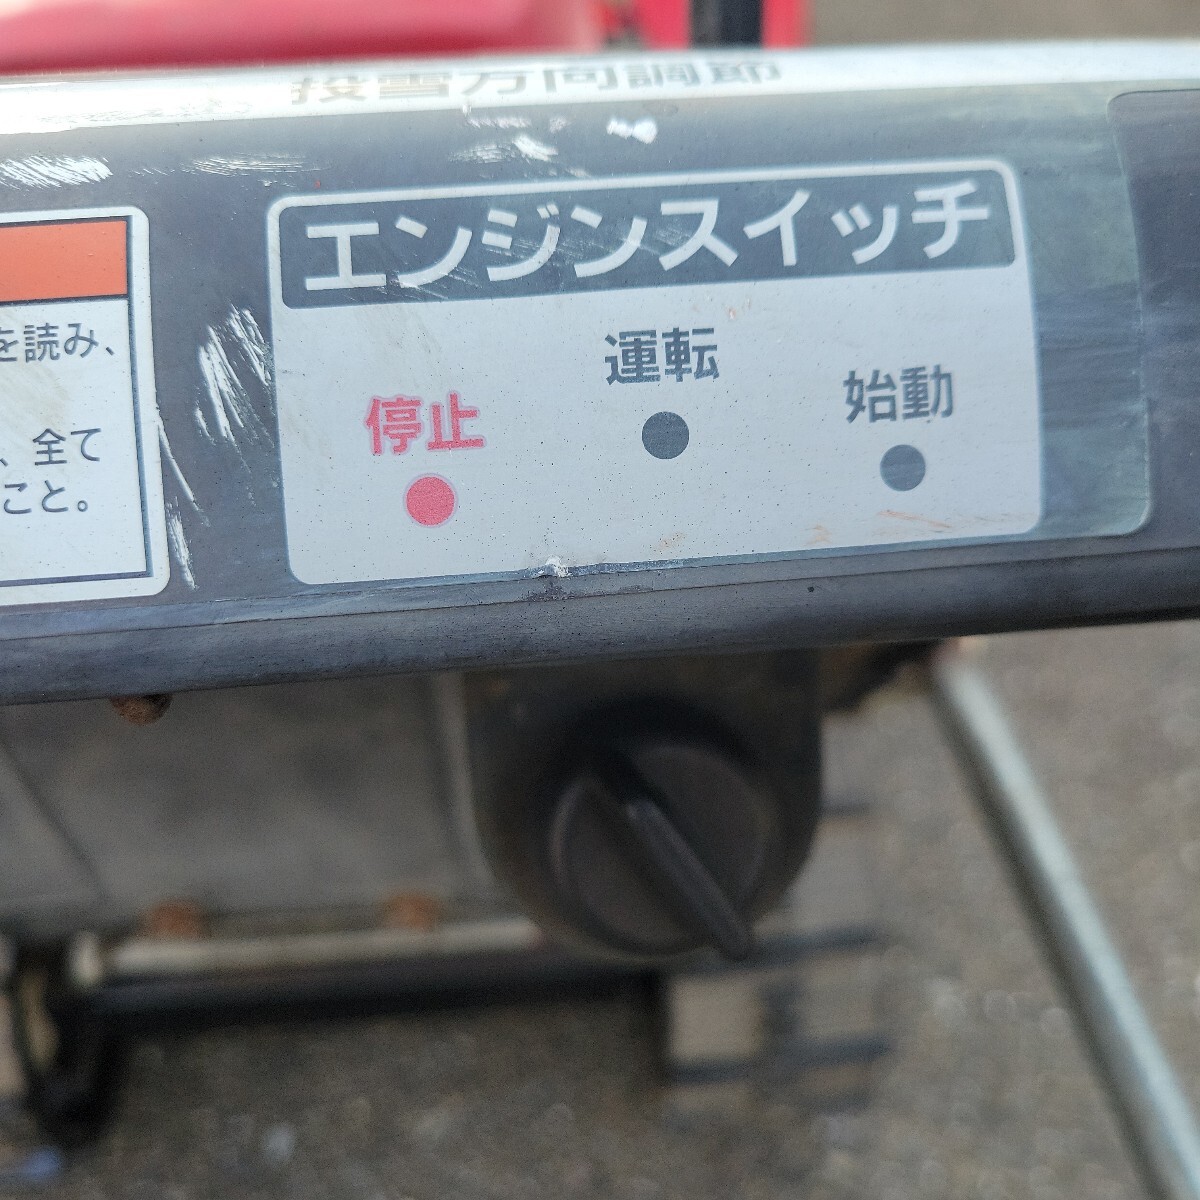 投雪方向調節
エンジンスイッチ
運転
始動
停止
を読み、
、全て
こと。